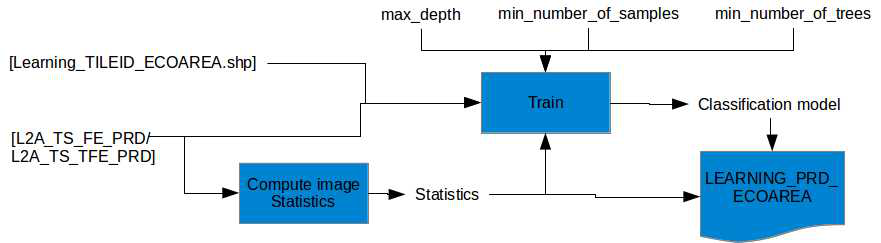 max_depth
min_number_of_samples
min_number_of_trees
[Learning_TILEID_ECOAREA.shp]
Train
Classification model
[L2A_TS_FE_PRD/
L2A_TS_TFE_PRD]
Compute image
Statistics
Statistics
LEARNING_PRD_
ECOAREA